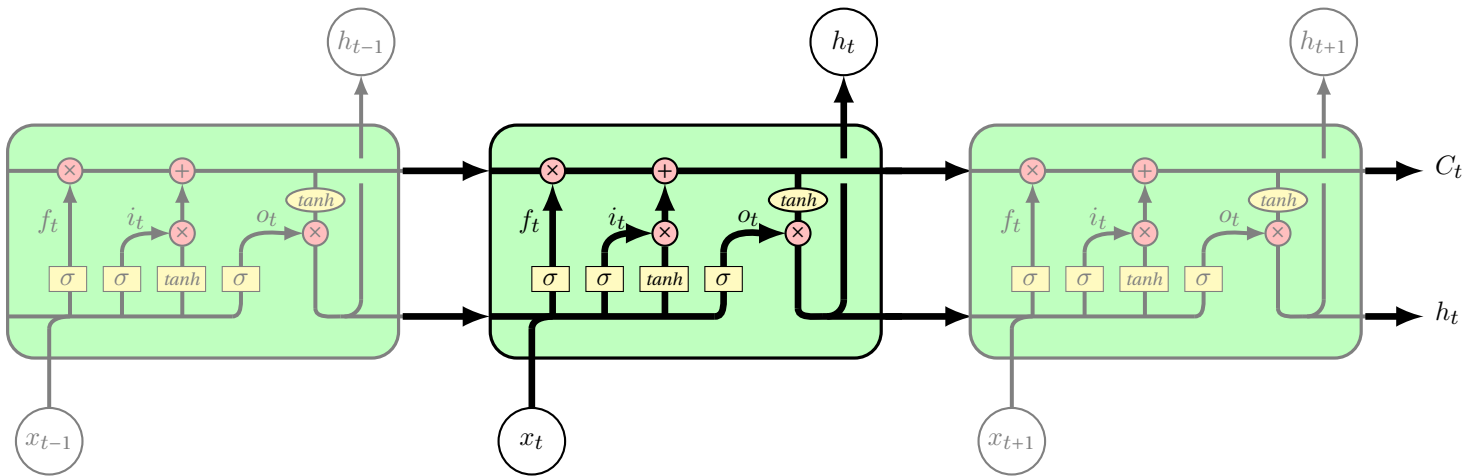 h_{t−1} h_t h_{t+1}
× + × + × + C_t
tanh tanh tanh
f_t i_t × o_t × f_t i_t × o_t × f_t i_t × o_t ×
σ σ tanh σ σ σ tanh σ σ σ tanh σ
h_t
x_{t−1} x_t x_{t+1}